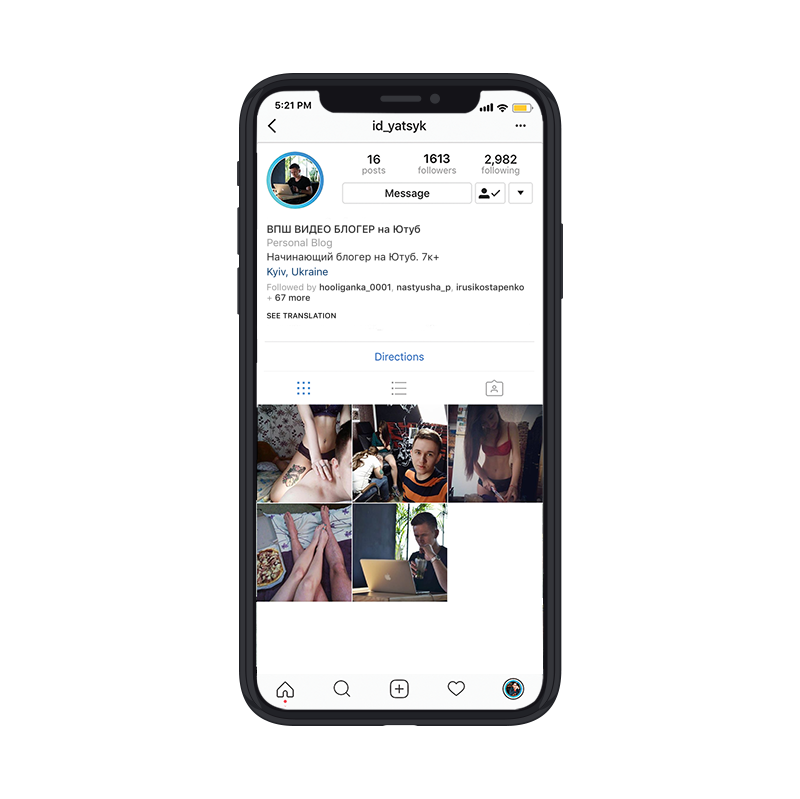 5:21 PM
id_yatsyk
16 1613 2,982
posts followers following
Message
ВПШ ВИДЕО БЛОГЕР на Ютуб
Personal Blog
Начинающий блогер на Ютуб. 7к+
Kyiv, Ukraine
Followed by hooliganka_0001, nastyusha_p, irusikostapenko
+ 67 more
SEE TRANSLATION
Directions